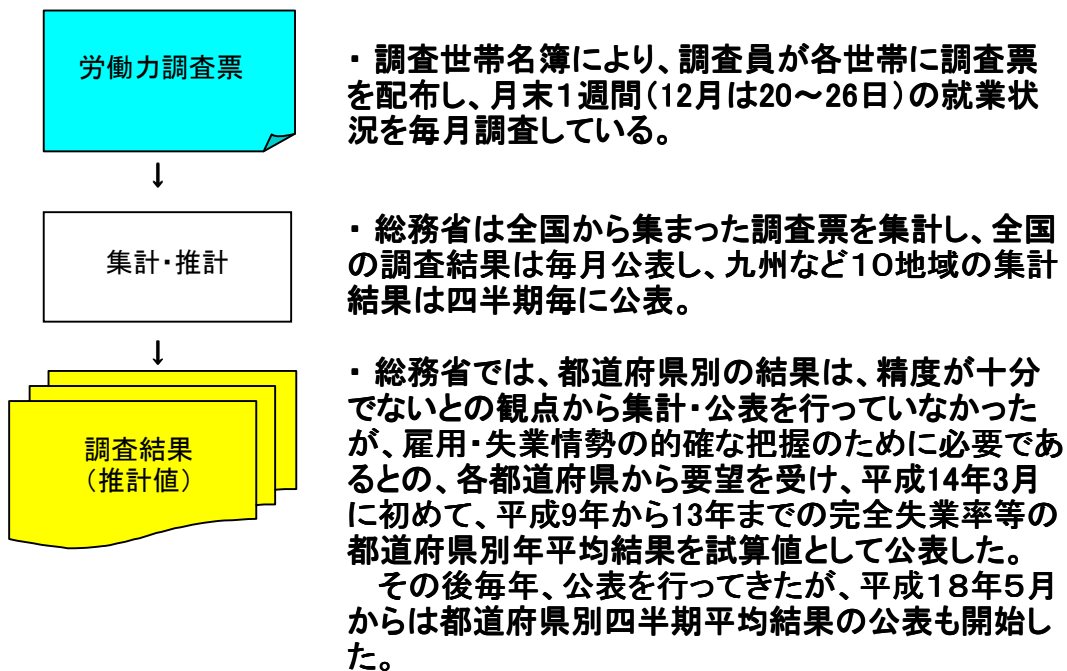 労働力調査票
・ 調査世帯名簿により、調査員が各世帯に調査票
を配布し、月末1週間(12月は20～26日)の就業状
況を毎月調査している。
↓
集計・推計
・ 総務省は全国から集まった調査票を集計し、全国
の調査結果は毎月公表し、九州など10地域の集計
結果は四半期毎に公表。
↓
調査結果
(推計値)
・ 総務省では、都道府県別の結果は、精度が十分
でないとの観点から集計・公表を行っていなかった
が、雇用・失業情勢の的確な把握のために必要であ
るとの、各都道府県から要望を受け、平成14年3月
に初めて、平成9年から13年までの完全失業率等の
都道府県別年平均結果を試算値として公表した。
　その後毎年、公表を行ってきたが、平成18年5月
からは都道府県別四半期平均結果の公表も開始し
た。